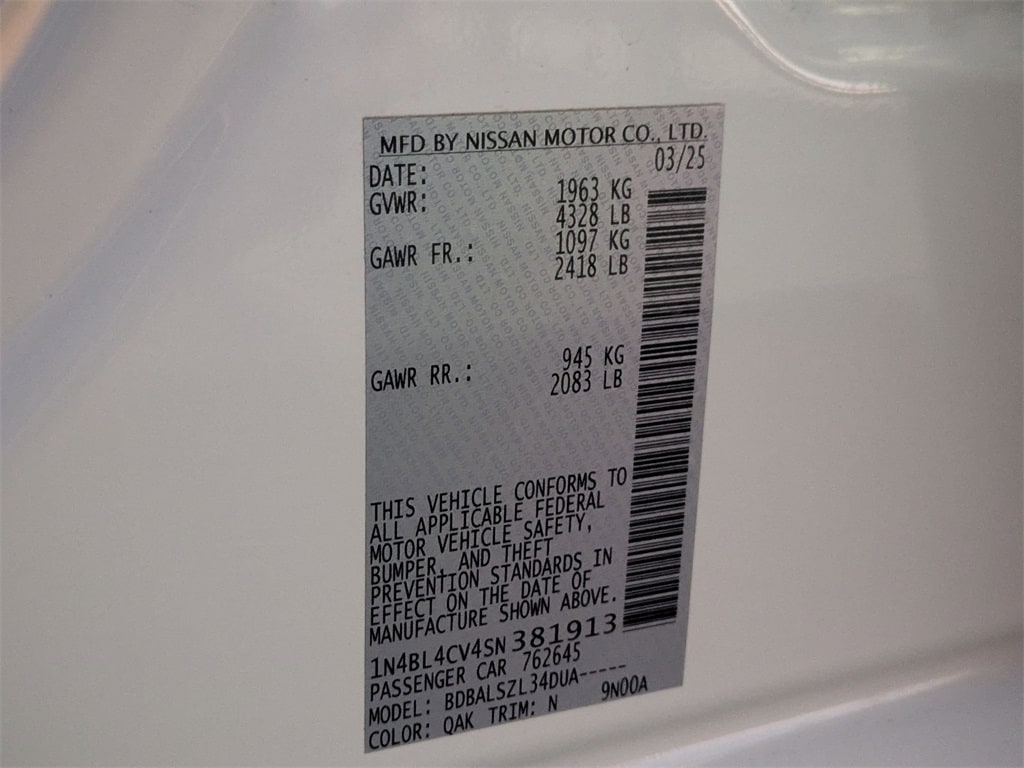 MFD BY NISSAN MOTOR CO., LTD.
DATE: 03/25
GVWR: 1963 KG
4328 LB
GAWR FR.: 1097 KG
2418 LB
GAWR RR.: 945 KG
2083 LB
THIS VEHICLE CONFORMS TO
ALL APPLICABLE FEDERAL
MOTOR VEHICLE SAFETY,
BUMPER, AND THEFT
PREVENTION STANDARDS IN
EFFECT ON THE DATE OF
MANUFACTURE SHOWN ABOVE.
1N4BL4CV4SN381913
PASSENGER CAR 762645
MODEL: BDBALSZL34DUA-----
COLOR: QAK TRIM: N 9N00A